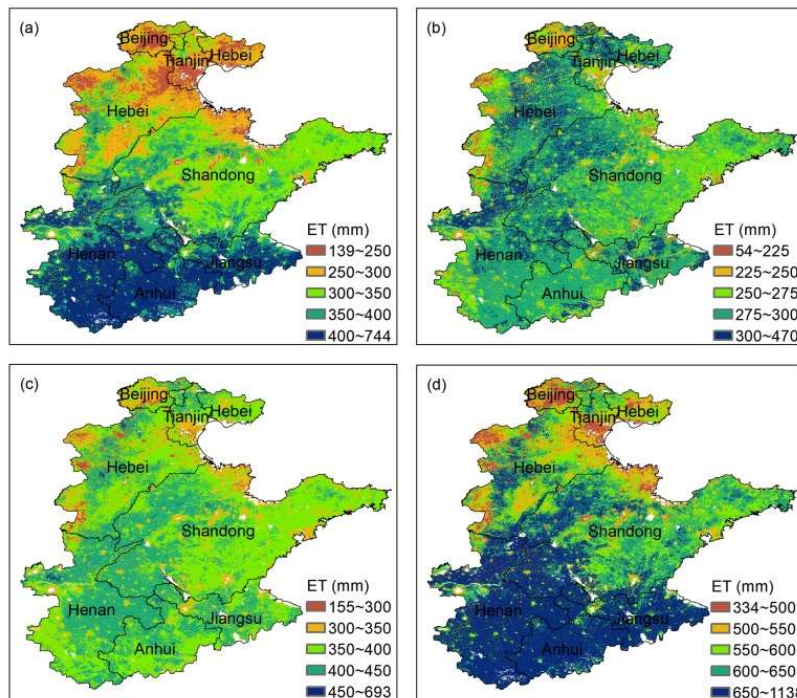 (a)
Beijing
Tianjin
Hebei
Hebei
Shandong
Henan
Jiangsu
Anhui
ET (mm)
139~250
250~300
300~350
350~400
400~744
(b)
Beijing
Tianjin
Hebei
Hebei
Shandong
Henan
Jiangsu
Anhui
ET (mm)
54~225
225~250
250~275
275~300
300~470
(c)
Beijing
Tianjin
Hebei
Hebei
Shandong
Henan
Jiangsu
Anhui
ET (mm)
155~300
300~350
350~400
400~450
450~693
(d)
Beijing
Tianjin
Hebei
Hebei
Shandong
Henan
Jiangsu
Anhui
ET (mm)
334~500
500~550
550~600
600~650